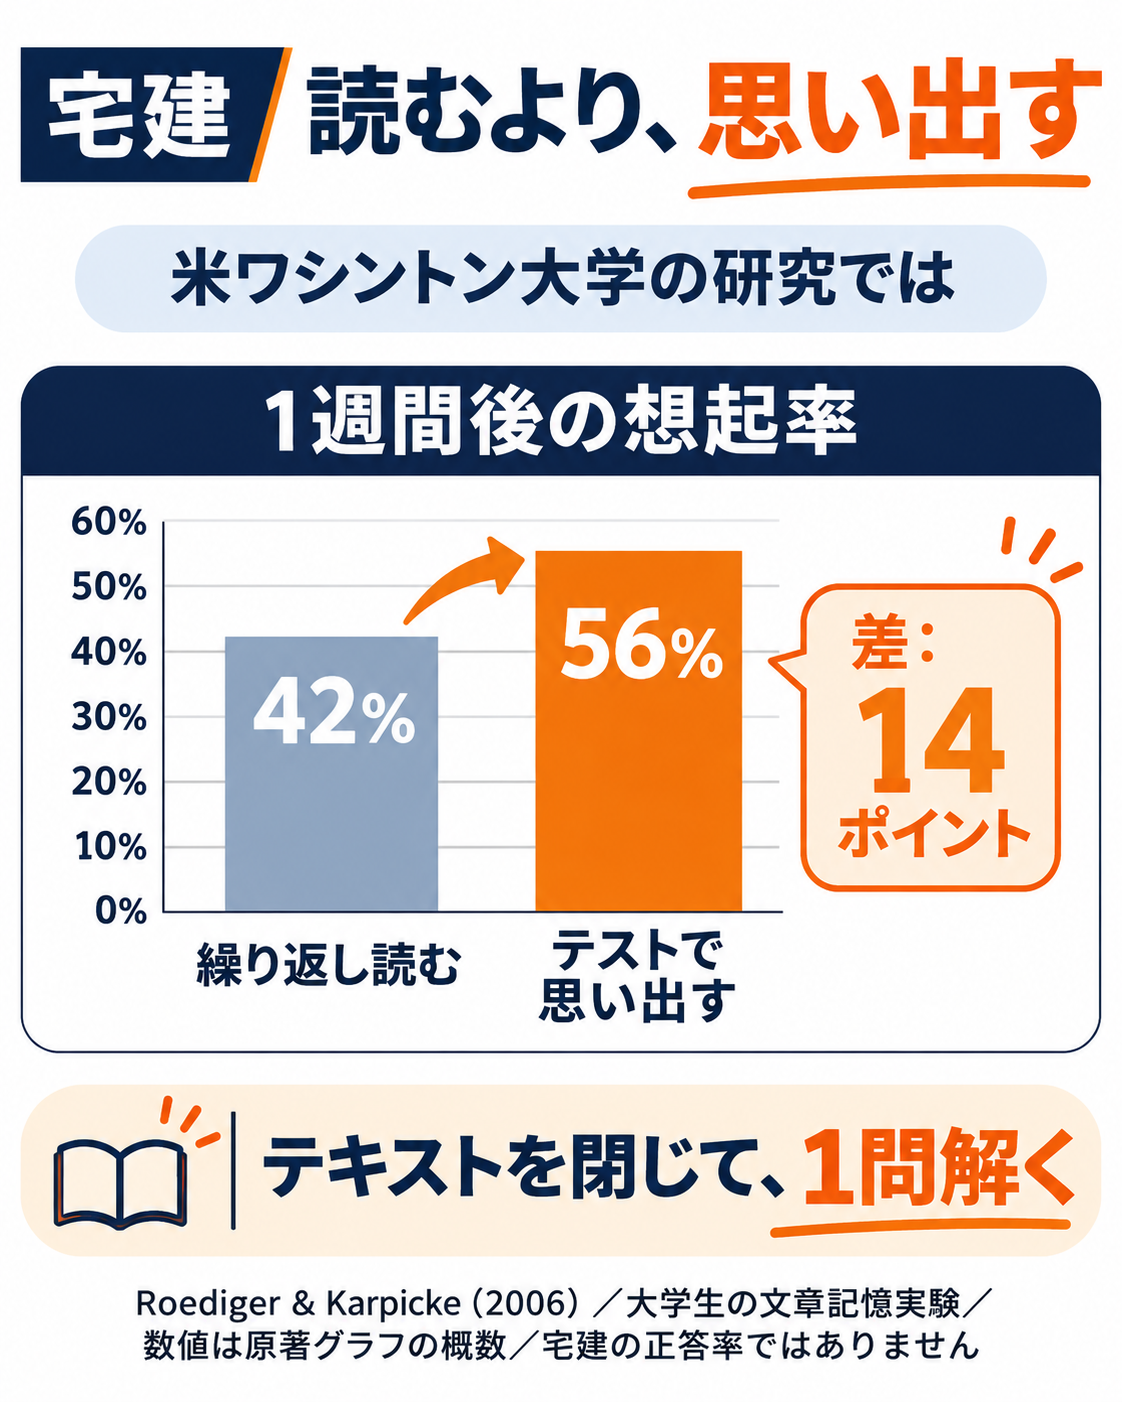 宅建 読むより、思い出す
米ワシントン大学の研究では
1週間後の想起率
60%
50%
40%
30%
20%
10%
0%
42%
56%
繰り返し読む
テストで
思い出す
差：
14
ポイント
テキストを閉じて、1問解く
Roediger & Karpicke（2006）／大学生の文章記憶実験／
数値は原著グラフの概数／宅建の正答率ではありません